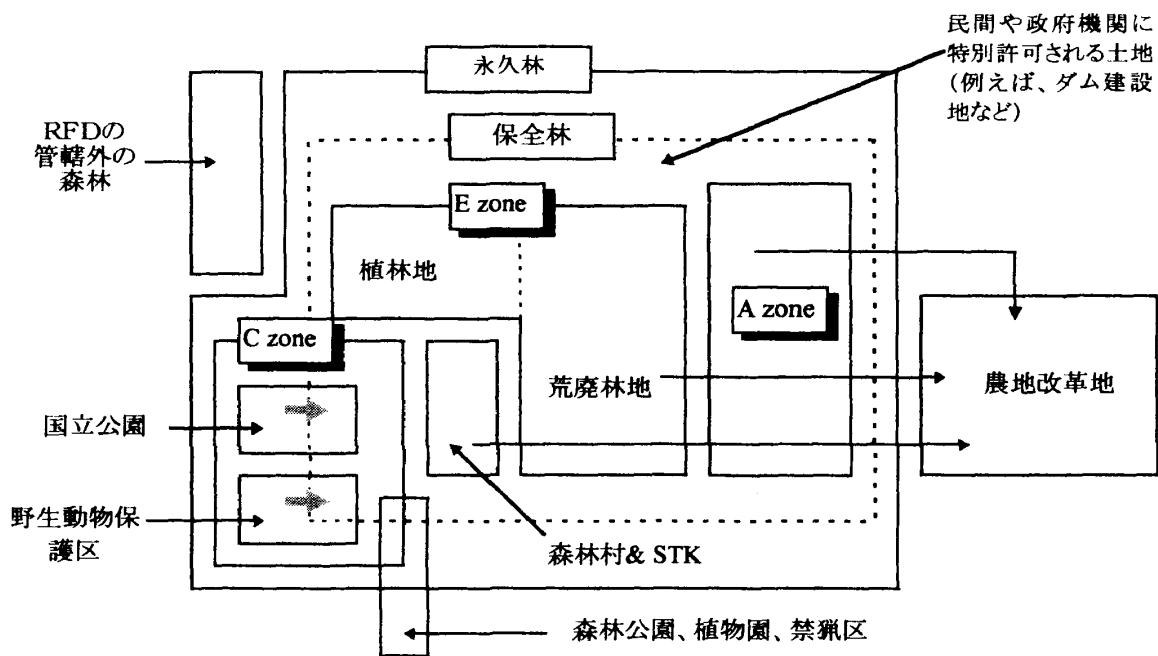 民間や政府機関に
特別許可される土地
(例えば、ダム建設
地など)
永久林
RFDの
管轄外の
森林
保全林
E zone
植林地
A zone
C zone
荒廃林地
農地改革地
国立公園
野生動物保
護区
森林村& STK
森林公園、植物園、禁猟区